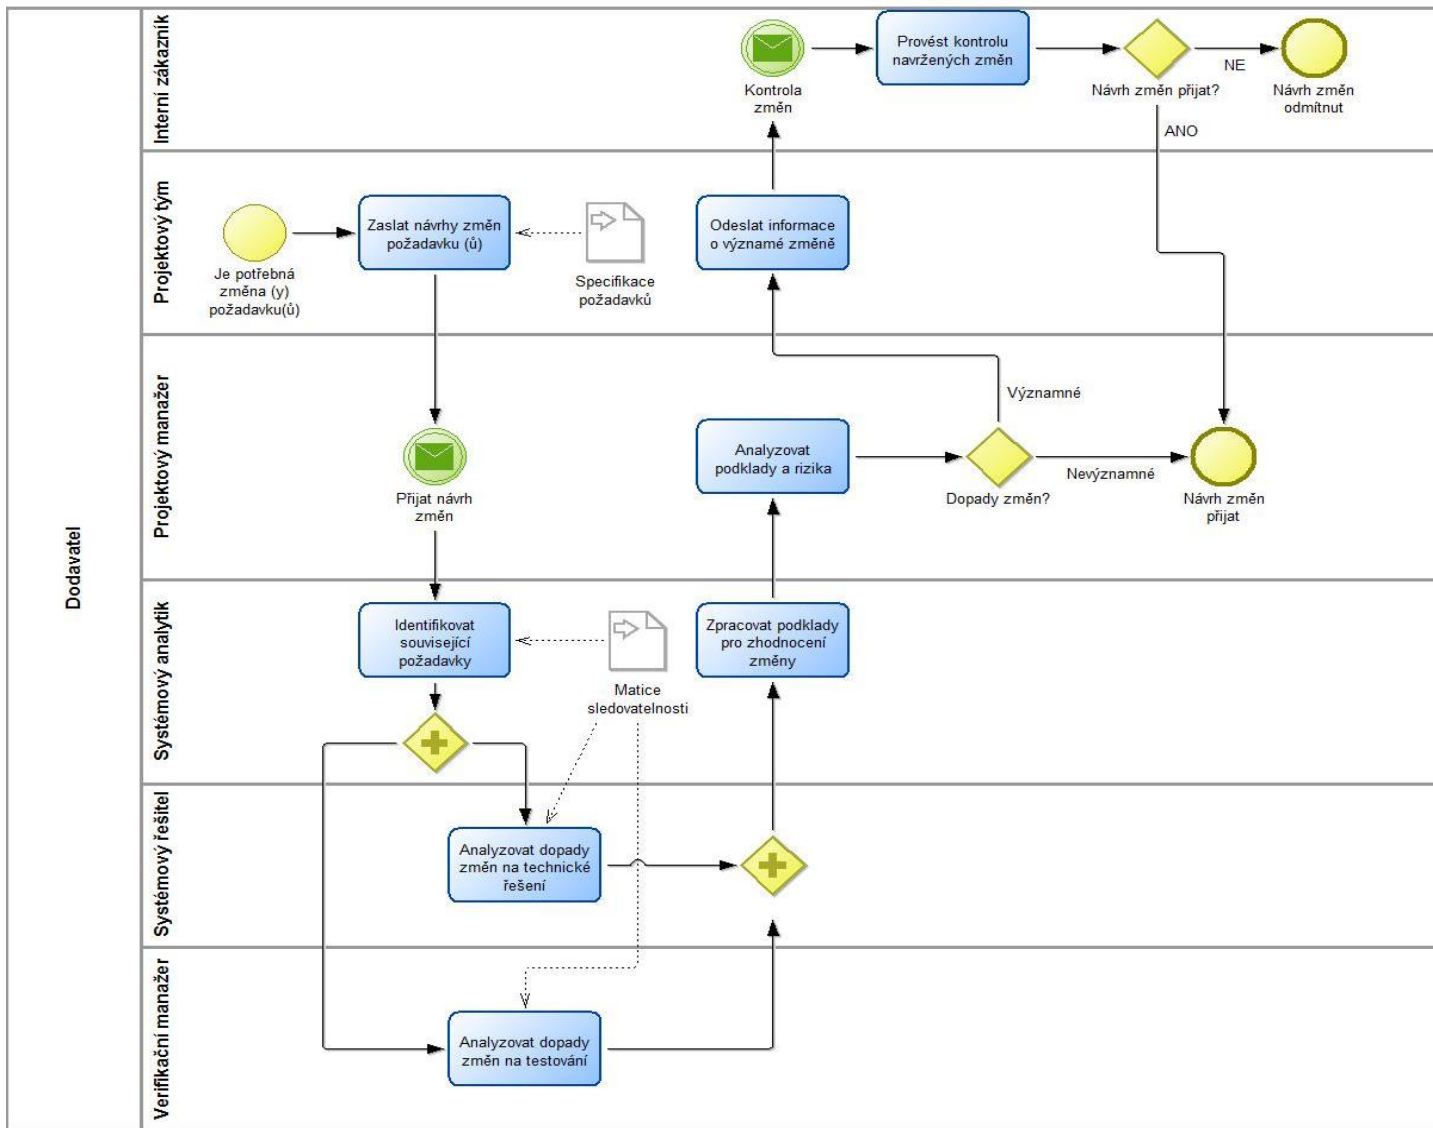 Dodavatel
Interní zákazník
Kontrola
změn
Provést kontrolu
navržených změn
Návrh změn přijat?
NE
Návrh změn
odmítnut
ANO
Projektový tým
Je potřebná
změna (y)
požadavku(ů)
Zaslat návrhy změn
požadavku (ů)
Specifikace
požadavků
Odeslat informace
o významé změně
Projektový manažer
Přijat návrh
změn
Analyzovat
podklady a rizika
Významné
Dopady změn?
Nevýznamné
Návrh změn
přijat
Systémový analytik
Identifikovat
související
požadavky
Matice
sledovatelnosti
Zpracovat podklady
pro zhodnocení
změny
Systémový řešitel
Analyzovat dopady
změn na technické
řešení
Verifikační manažer
Analyzovat dopady
změn na testování